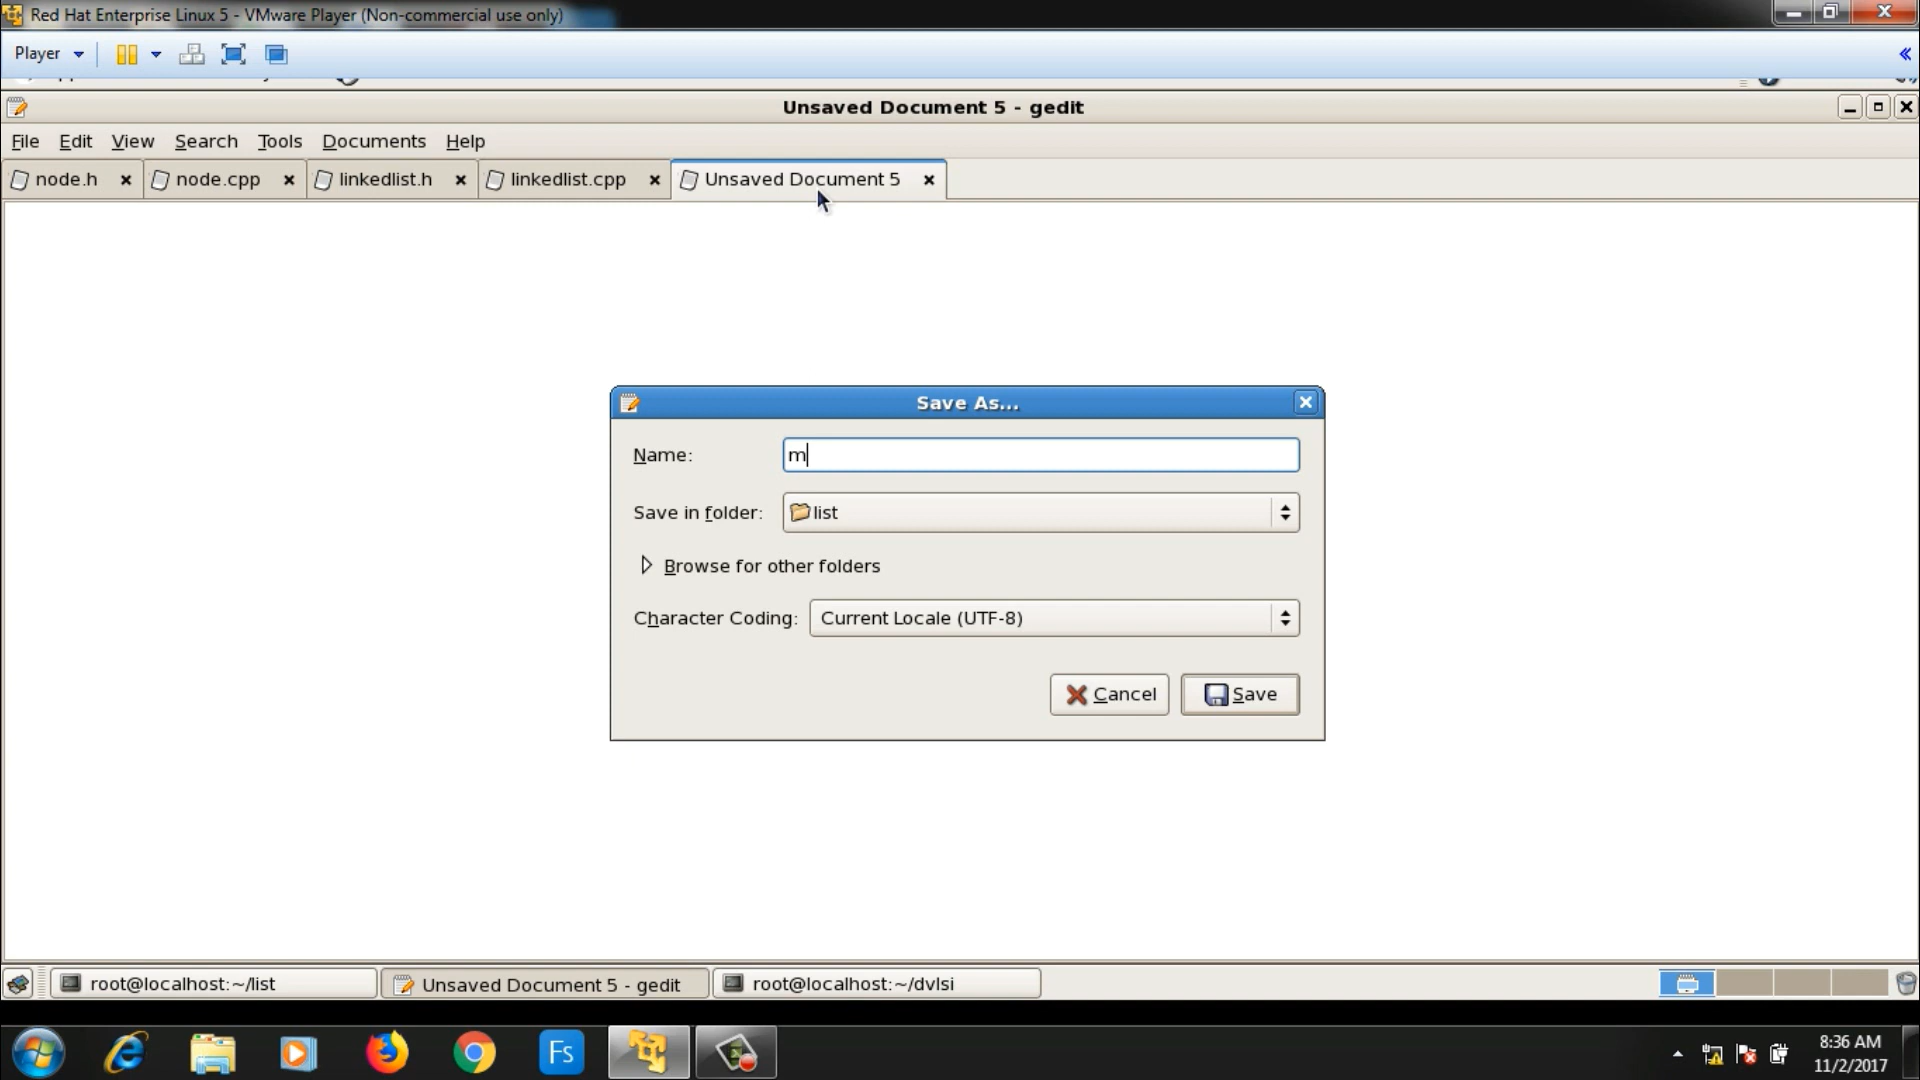 Red Hat Enterprise Linux 5 - VMware Player (Non-commercial use only)
Player
Unsaved Document 5 - gedit
File Edit View Search Tools Documents Help
node.h node.cpp linkedlist.h linkedlist.cpp Unsaved Document 5
Save As...
Name: m
Save in folder: list
Browse for other folders
Character Coding: Current Locale (UTF-8)
Cancel Save
root@localhost:~/list Unsaved Document 5 - gedit root@localhost:~/dvlsi
Fs
8:36 AM
11/2/2017